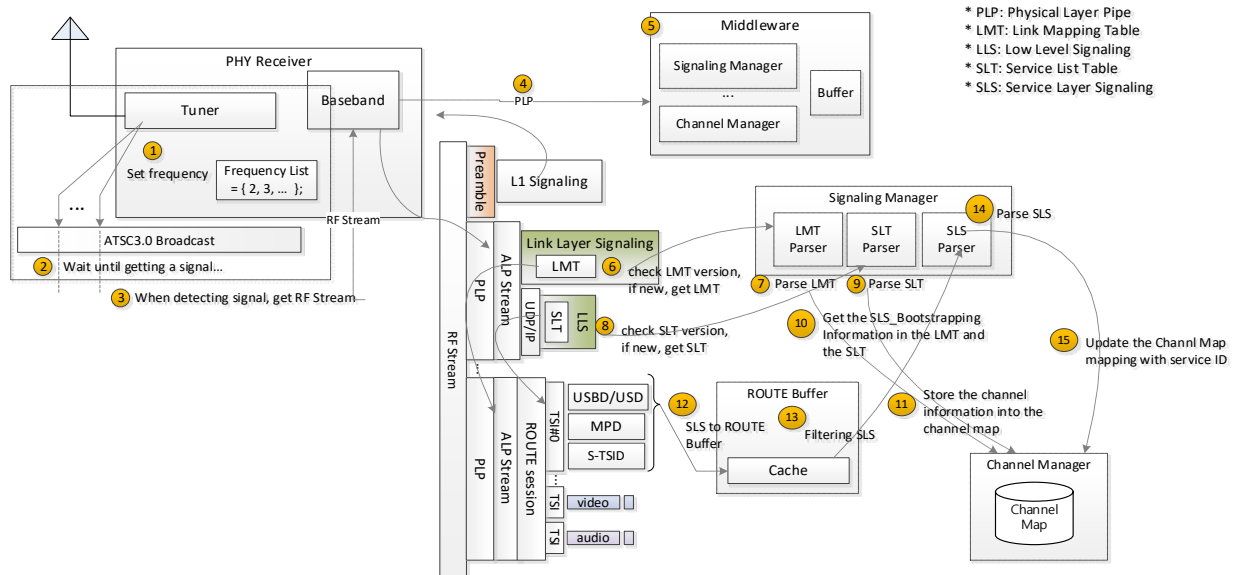 * PLP: Physical Layer Pipe
* LMT: Link Mapping Table
* LLS: Low Level Signaling
* SLT: Service List Table
* SLS: Service Layer Signaling
PHY Receiver
Tuner
Baseband
1
Set frequency
Frequency List
= { 2, 3, … };
...
RF Stream
ATSC3.0 Broadcast
2
Wait until getting a signal…
3
When detecting signal, get RF Stream
4
PLP
5
Middleware
Signaling Manager
...
Channel Manager
Buffer
RF Stream
Preamble
L1 Signaling
PLP
ALP Stream
Link Layer Signaling
LMT
6
check LMT version,
if new, get LMT
UDP/IP
SLT
LLS
8
check SLT version,
if new, get SLT
...
PLP
ALP Stream
ROUTE session
TSI#0
USBD/USD
MPD
S-TSID
...
TSI
video
TSI
audio
Signaling Manager
LMT
Parser
SLT
Parser
SLS
Parser
14
Parse SLS
7
Parse LMT
9
Parse SLT
10
Get the SLS_Bootstrapping
Information in the LMT and
the SLT
15
Update the Channl Map
mapping with service ID
12
SLS to ROUTE
Buffer
ROUTE Buffer
13
Filtering SLS
Cache
11
Store the channel
information into the
channel map
Channel Manager
Channel
Map